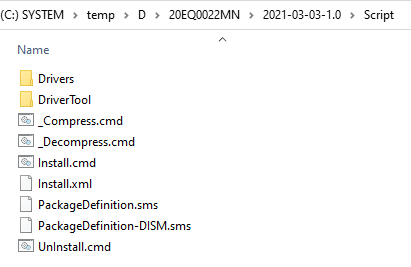 (C:) SYSTEM > temp > D > 20EQ0022MN > 2021-03-03-1.0 > Script
Name
Drivers
DriverTool
_Compress.cmd
_Decompress.cmd
Install.cmd
Install.xml
PackageDefinition.sms
PackageDefinition-DISM.sms
UnInstall.cmd